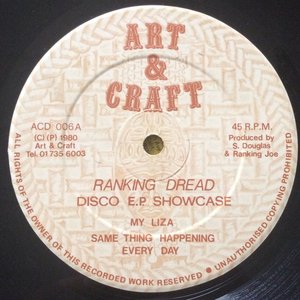 ART
&
CRAFT
ACD 006A
(C) (P) 1980
Art & Craft
Tel. 01 735 6003
45 R.P.M.
Produced by
S. Douglas
& Ranking Joe
RANKING DREAD
DISCO E.P SHOWCASE
MY LIZA
SAME THING HAPPENING
EVERY DAY
ALL RIGHTS OF THE OWNER OF THIS RECORDED WORK RESERVED ● UNAUTHORISED COPYING PROHIBITED